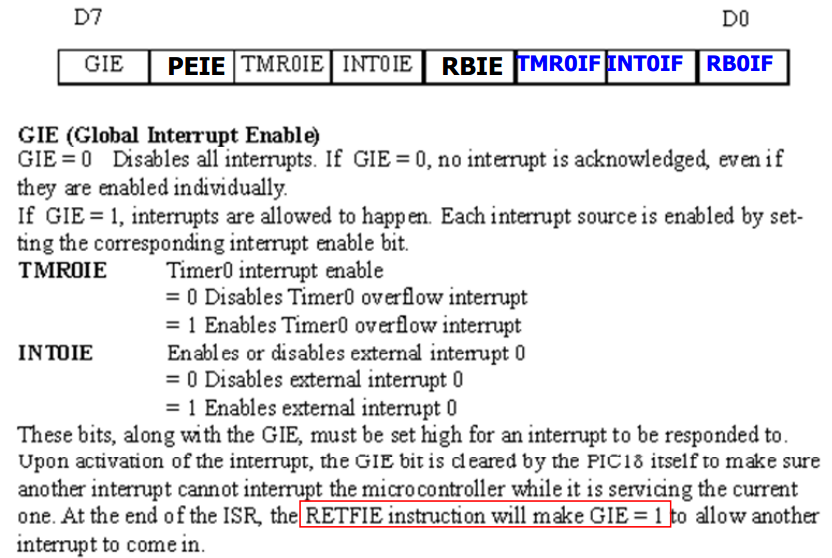 D7 D0
GIE PEIE TMR0IE INT0IE RBIE TMR0IF INT0IF RB0IF
GIE (Global Interrupt Enable)
GIE = 0 Disables all interrupts. If GIE = 0, no interrupt is acknowledged, even if
they are enabled individually.
If GIE = 1, interrupts are allowed to happen. Each interrupt source is enabled by set-
ting the corresponding interrupt enable bit.
TMR0IE Timer0 interrupt enable
= 0 Disables Timer0 overflow interrupt
= 1 Enables Timer0 overflow interrupt
INT0IE Enables or disables external interrupt 0
= 0 Disables external interrupt 0
= 1 Enables external interrupt 0
These bits, along with the GIE, must be set high for an interrupt to be responded to.
Upon activation of the interrupt, the GIE bit is cleared by the PIC18 itself to make sure
another interrupt cannot interrupt the microcontroller while it is servicing the current
one. At the end of the ISR, the RETFIE instruction will make GIE = 1 to allow another
interrupt to come in.